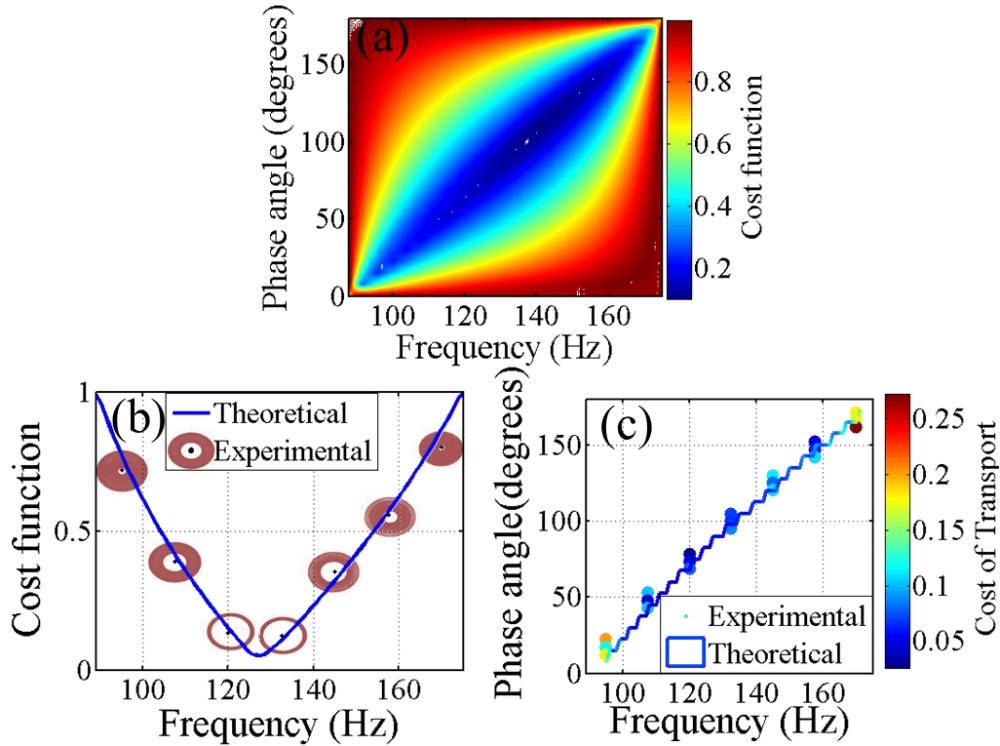 (a)
Phase angle (degrees)
150
100
50
0
100 120 140 160
Frequency (Hz)
0.8
0.6
0.4
0.2
Cost function
(b)
Theoretical
Experimental
Cost function
1
0.5
0
100 120 140 160
Frequency (Hz)
(c)
Phase angle(degrees)
150
100
50
0
Experimental
Theoretical
100 120 140 160
Frequency (Hz)
0.25
0.2
0.15
0.1
0.05
Cost of Transport